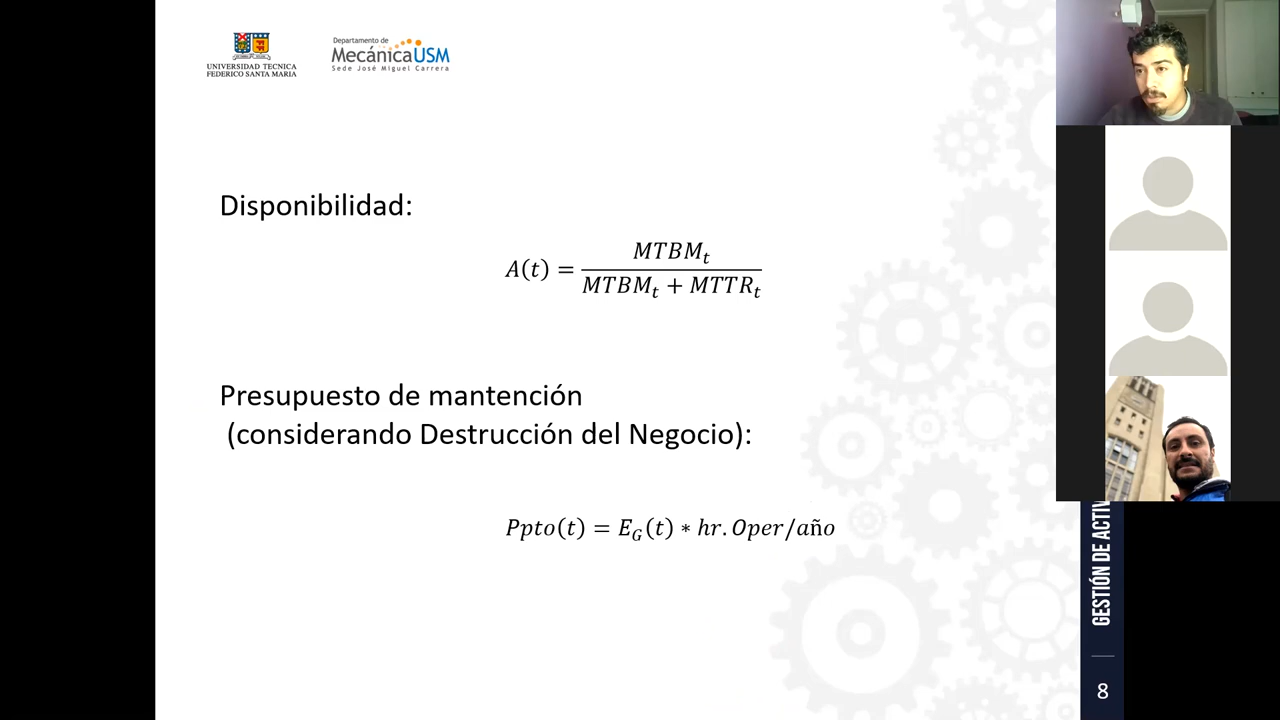 UNIVERSIDAD TECNICA
FEDERICO SANTA MARIA
Departamento de
MecánicaUSM
Sede José Miguel Carrera
Disponibilidad:
A(t) = MTBM_t / (MTBM_t + MTTR_t)
Presupuesto de mantención
(considerando Destrucción del Negocio):
Ppto(t) = E_G(t) * hr.Oper/año
GESTIÓN DE ACTIV
8